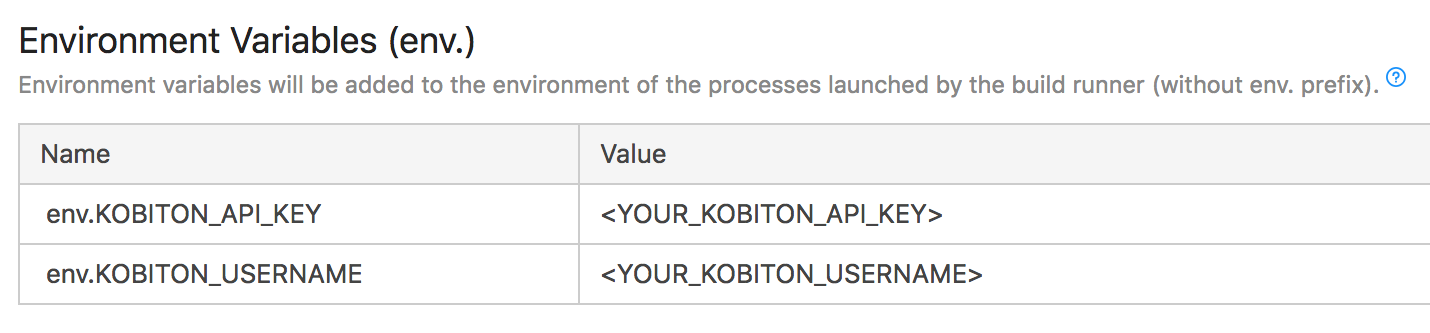 Environment Variables (env.)
Environment variables will be added to the environment of the processes launched by the build runner (without env. prefix). ?
Name Value
env.KOBITON_API_KEY <YOUR_KOBITON_API_KEY>
env.KOBITON_USERNAME <YOUR_KOBITON_USERNAME>